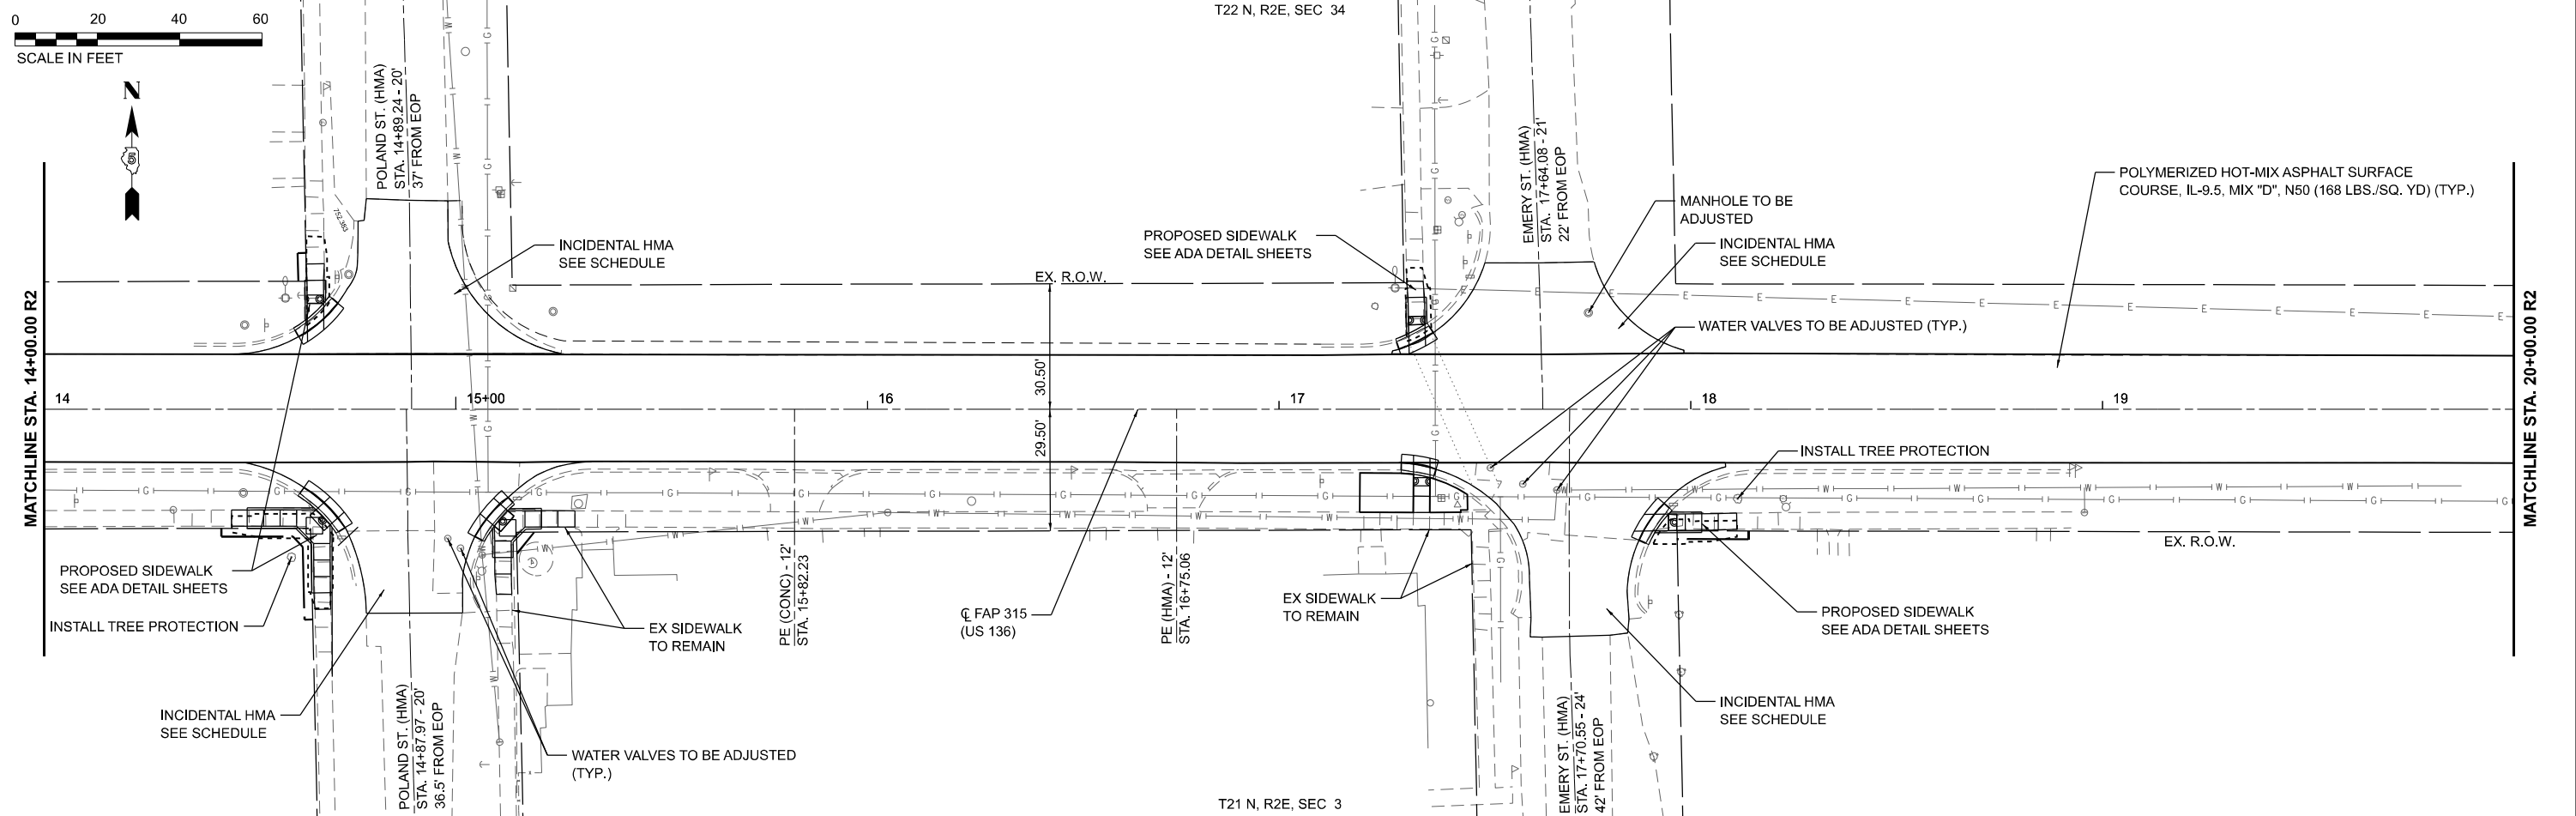 0 20 40 60
SCALE IN FEET
N
T22 N, R2E, SEC 34
POLAND ST. (HMA)
STA. 14+89.24 - 20'
37' FROM EOP
752.383
INCIDENTAL HMA
SEE SCHEDULE
EX. R.O.W.
PROPOSED SIDEWALK
SEE ADA DETAIL SHEETS
EMERY ST. (HMA)
STA. 17+64.08 - 21'
22' FROM EOP
MANHOLE TO BE
ADJUSTED
INCIDENTAL HMA
SEE SCHEDULE
POLYMERIZED HOT-MIX ASPHALT SURFACE
COURSE, IL-9.5, MIX "D", N50 (168 LBS./SQ. YD) (TYP.)
WATER VALVES TO BE ADJUSTED (TYP.)
MATCHLINE STA. 14+00.00 R2
14 15+00 16 17 18 19
30.50'
29.50'
MATCHLINE STA. 20+00.00 R2
INSTALL TREE PROTECTION
PROPOSED SIDEWALK
SEE ADA DETAIL SHEETS
INSTALL TREE PROTECTION
EX SIDEWALK
TO REMAIN
PE (CONC) - 12'
STA. 15+82.23
℄ FAP 315
(US 136)
PE (HMA) - 12'
STA. 16+75.06
EX SIDEWALK
TO REMAIN
PROPOSED SIDEWALK
SEE ADA DETAIL SHEETS
EX. R.O.W.
INCIDENTAL HMA
SEE SCHEDULE
POLAND ST. (HMA)
STA. 14+87.97 - 20'
36.5' FROM EOP
WATER VALVES TO BE ADJUSTED
(TYP.)
T21 N, R2E, SEC 3
EMERY ST. (HMA)
STA. 17+70.55 - 24'
42' FROM EOP
INCIDENTAL HMA
SEE SCHEDULE